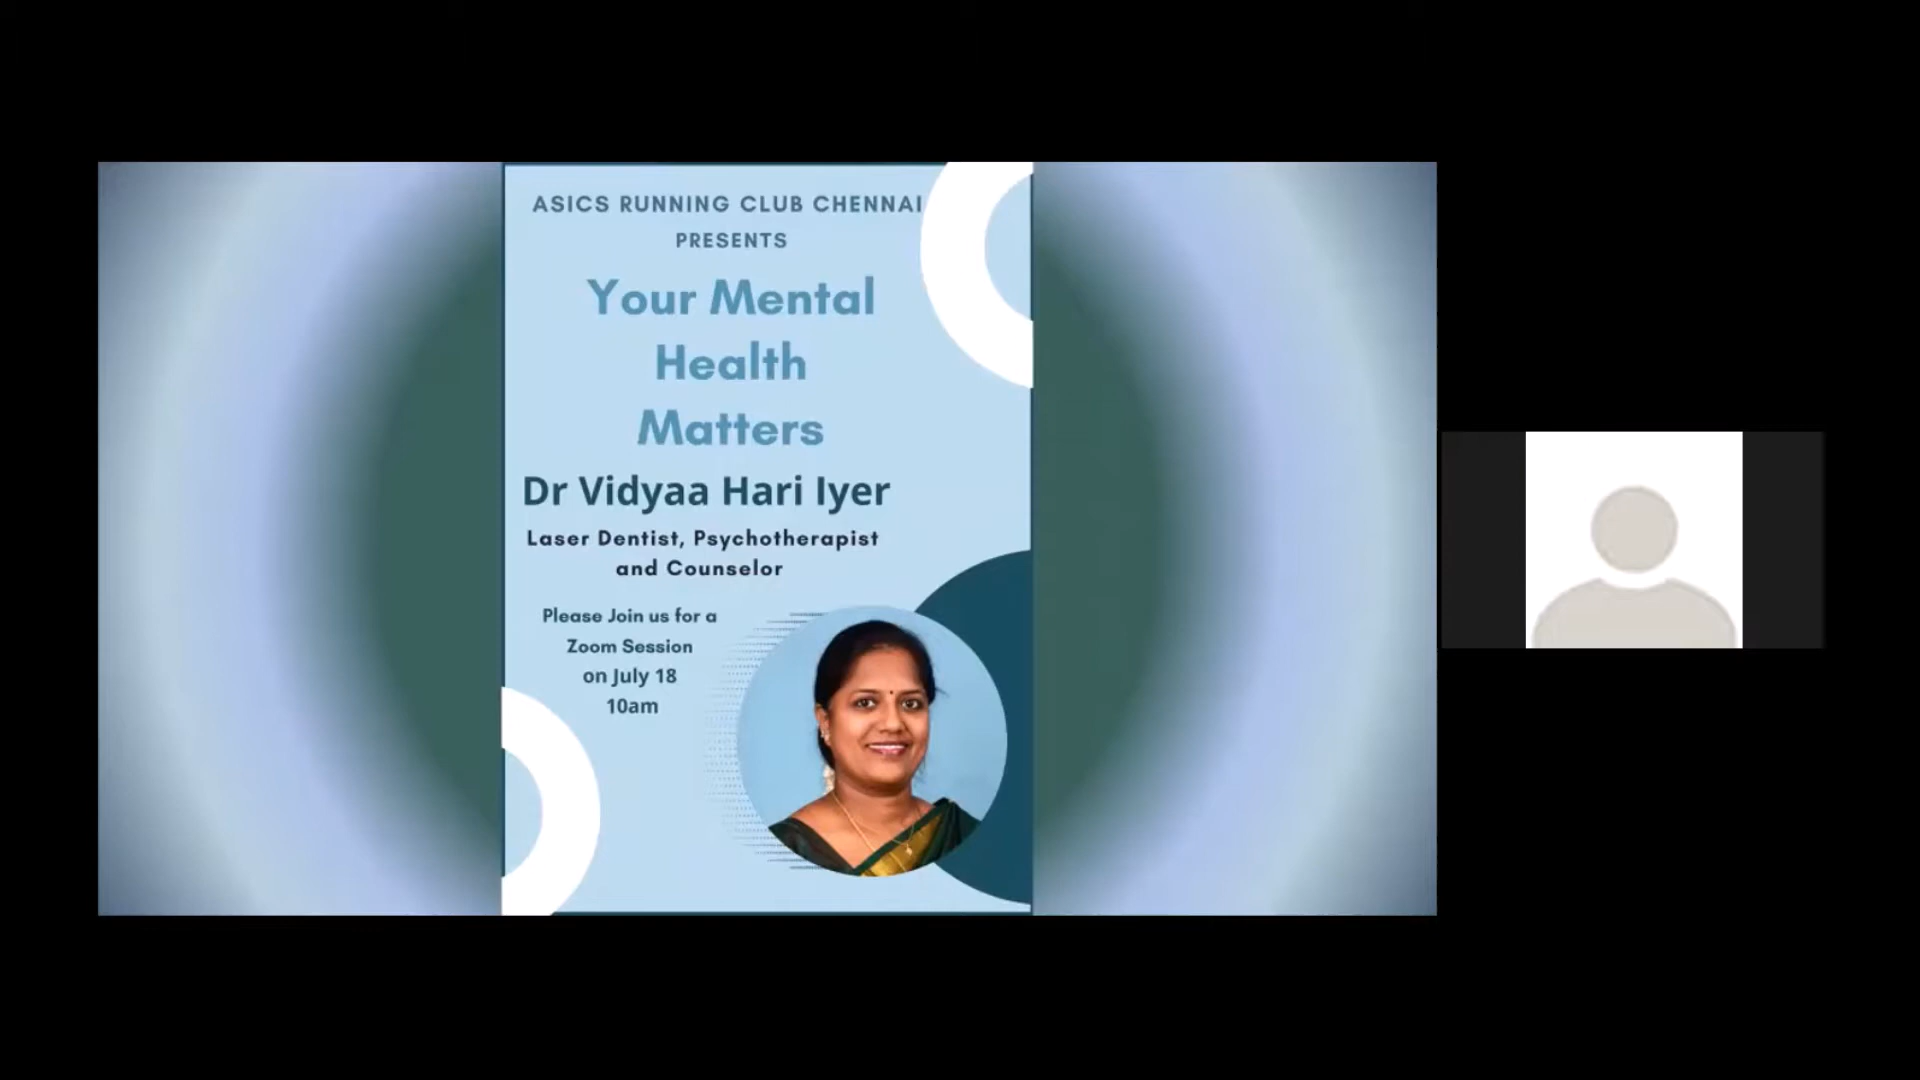 ASICS RUNNING CLUB CHENNAI
PRESENTS
Your Mental
Health
Matters
Dr Vidyaa Hari Iyer
Laser Dentist, Psychotherapist
and Counselor
Please Join us for a
Zoom Session
on July 18
10am